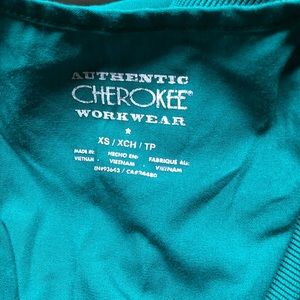 AUTHENTIC
CHEROKEE®
WORKWEAR
XS / XCH / TP
MADE IN: HECHO EN: FABRIQUÉ AU:
VIETNAM · VIETNAM · VIETNAM